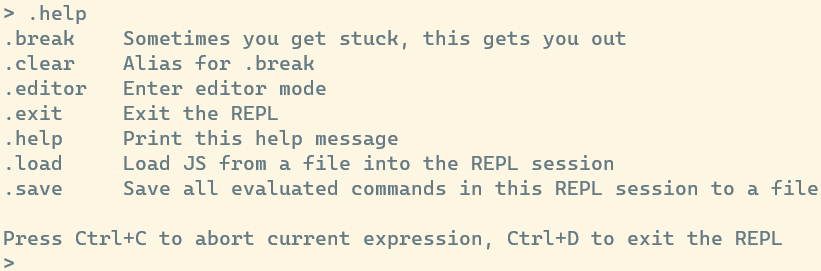 > .help
.break    Sometimes you get stuck, this gets you out
.clear    Alias for .break
.editor   Enter editor mode
.exit     Exit the REPL
.help     Print this help message
.load     Load JS from a file into the REPL session
.save     Save all evaluated commands in this REPL session to a file

Press Ctrl+C to abort current expression, Ctrl+D to exit the REPL
>